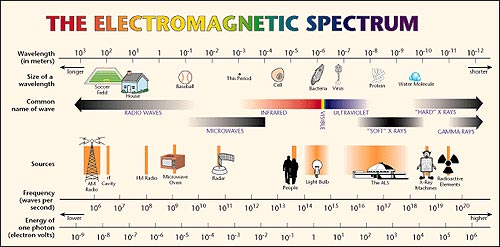 THE ELECTROMAGNETIC SPECTRUM
Wavelength (in meters) 10³ 10² 10¹ 1 10⁻¹ 10⁻² 10⁻³ 10⁻⁴ 10⁻⁵ 10⁻⁶ 10⁻⁷ 10⁻⁸ 10⁻⁹ 10⁻¹⁰ 10⁻¹¹ 10⁻¹²
longer shorter
Size of a wavelength Soccer Field House Baseball This Period Cell Bacteria Virus Protein Water Molecule
Common name of wave RADIO WAVES INFRARED VISIBLE ULTRAVIOLET "HARD" X RAYS
MICROWAVES "SOFT" X RAYS GAMMA RAYS
Sources AM Radio rf Cavity FM Radio Microwave Oven Radar People Light Bulb The ALS X-Ray Machines Radioactive Elements
Frequency (waves per second) 10⁶ 10⁷ 10⁸ 10⁹ 10¹⁰ 10¹¹ 10¹² 10¹³ 10¹⁴ 10¹⁵ 10¹⁶ 10¹⁷ 10¹⁸ 10¹⁹ 10²⁰
lower higher
Energy of one photon (electron volts) 10⁻⁹ 10⁻⁸ 10⁻⁷ 10⁻⁶ 10⁻⁵ 10⁻⁴ 10⁻³ 10⁻² 10⁻¹ 1 10¹ 10² 10³ 10⁴ 10⁵ 10⁶